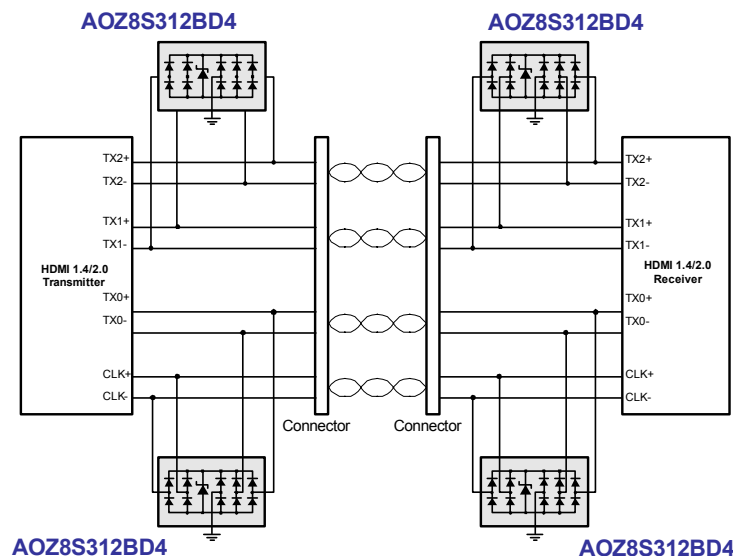 AOZ8S312BD4
AOZ8S312BD4
TX2+
TX2-
TX1+
TX1-
HDMI 1.4/2.0
Transmitter
TX0+
TX0-
CLK+
CLK-
TX2+
TX2-
TX1+
TX1-
HDMI 1.4/2.0
Receiver
TX0+
TX0-
CLK+
CLK-
Connector
Connector
AOZ8S312BD4
AOZ8S312BD4